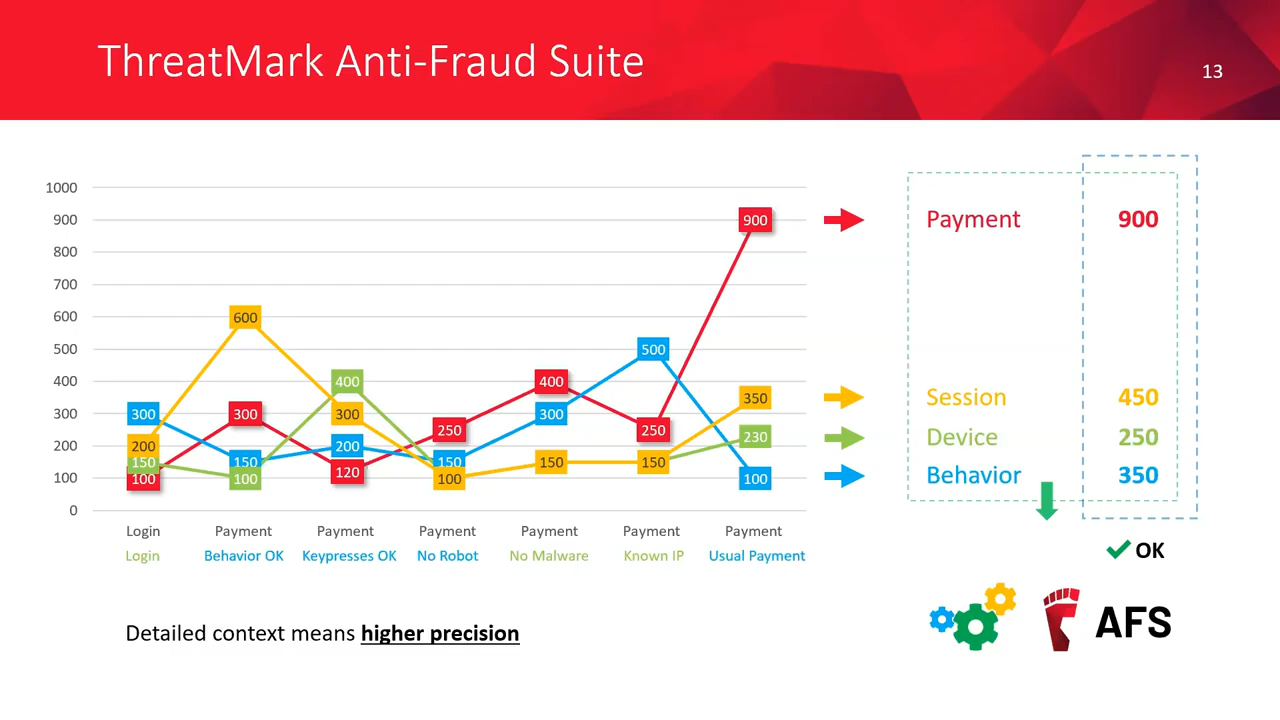 ThreatMark Anti-Fraud Suite
13
1000
900
800
700
600
500
400
300
200
100
0
300
200
150
100
600
300
150
100
400
300
200
120
250
150
100
400
300
150
500
250
150
900
350
230
100
Login
Payment
Payment
Payment
Payment
Payment
Payment
Login
Behavior OK
Keypresses OK
No Robot
No Malware
Known IP
Usual Payment
Payment 900
Session 450
Device 250
Behavior 350
OK
AFS
Detailed context means higher precision